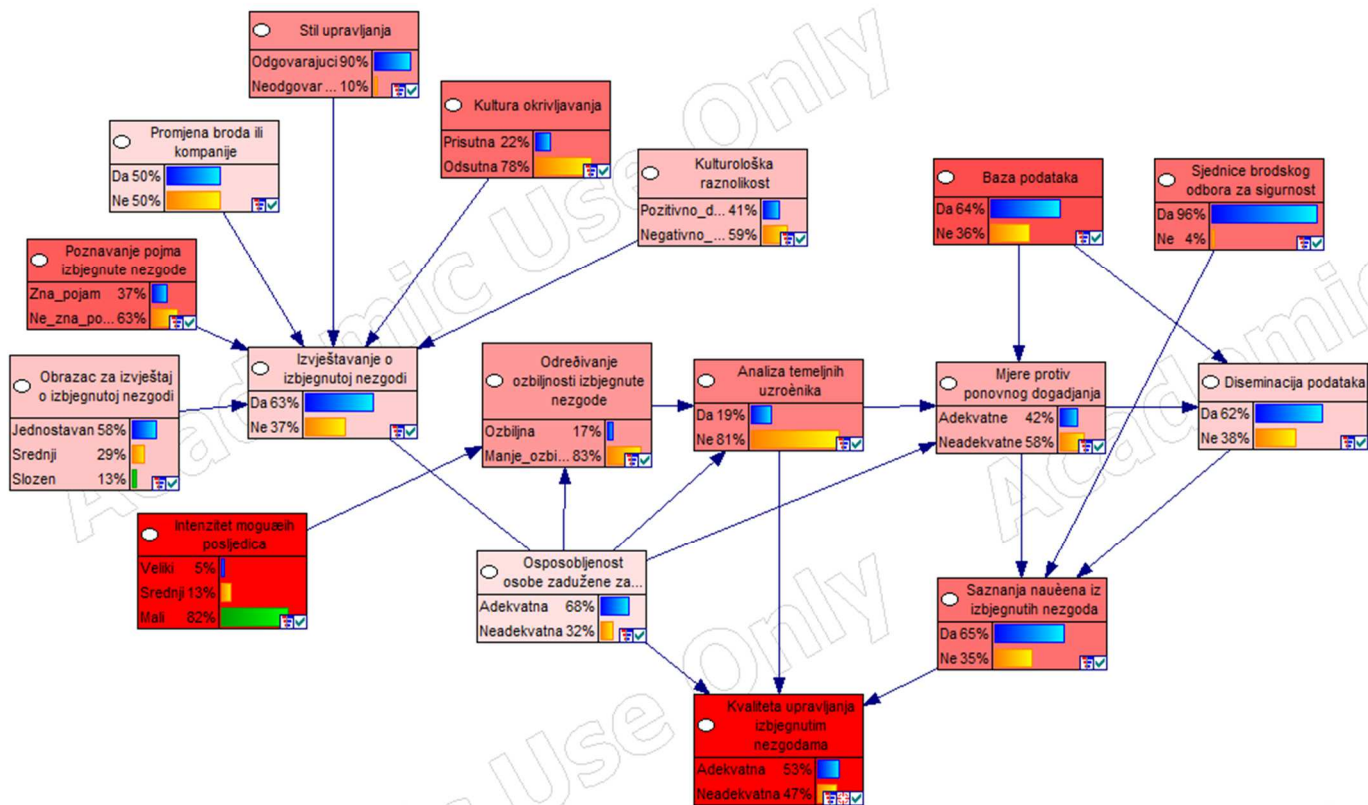 Stil upravljanja
Odgovarajuci 90%
Neodgovar ... 10%
Kultura okrivljavanja
Prisutna 22%
Odsutna 78%
Promjena broda ili
kompanije
Da 50%
Ne 50%
Kulturološka
raznolikost
Pozitivno_d... 41%
Negativno_... 59%
Baza podataka
Da 64%
Ne 36%
Sjednice brodskog
odbora za sigurnost
Da 96%
Ne 4%
Poznavanje pojma
izbjegnute nezgode
Zna_pojam 37%
Ne_zna_po... 63%
Obrazac za izvještaj
o izbjegnutoj nezgodi
Jednostavan 58%
Srednji 29%
Slozen 13%
Izvještavanje o
izbjegnutoj nezgodi
Da 63%
Ne 37%
Odreðivanje
ozbiljnosti izbjegnute
nezgode
Ozbiljna 17%
Manje_ozbi... 83%
Analiza temeljnih
uzroènika
Da 19%
Ne 81%
Mjere protiv
ponovnog dogadjanja
Adekvatne 42%
Neadekvatne 58%
Diseminacija podataka
Da 62%
Ne 38%
Intenzitet moguæih
posljedica
Veliki 5%
Srednji 13%
Mali 82%
Osposobljenost
osobe zadužene za...
Adekvatna 68%
Neadekvatna 32%
Saznanja nauèena iz
izbjegnutih nezgoda
Da 65%
Ne 35%
Kvaliteta upravljanja
izbjegnutim
nezgodama
Adekvatna 53%
Neadekvatna 47%
Academic Use Only
Academic
Use Only